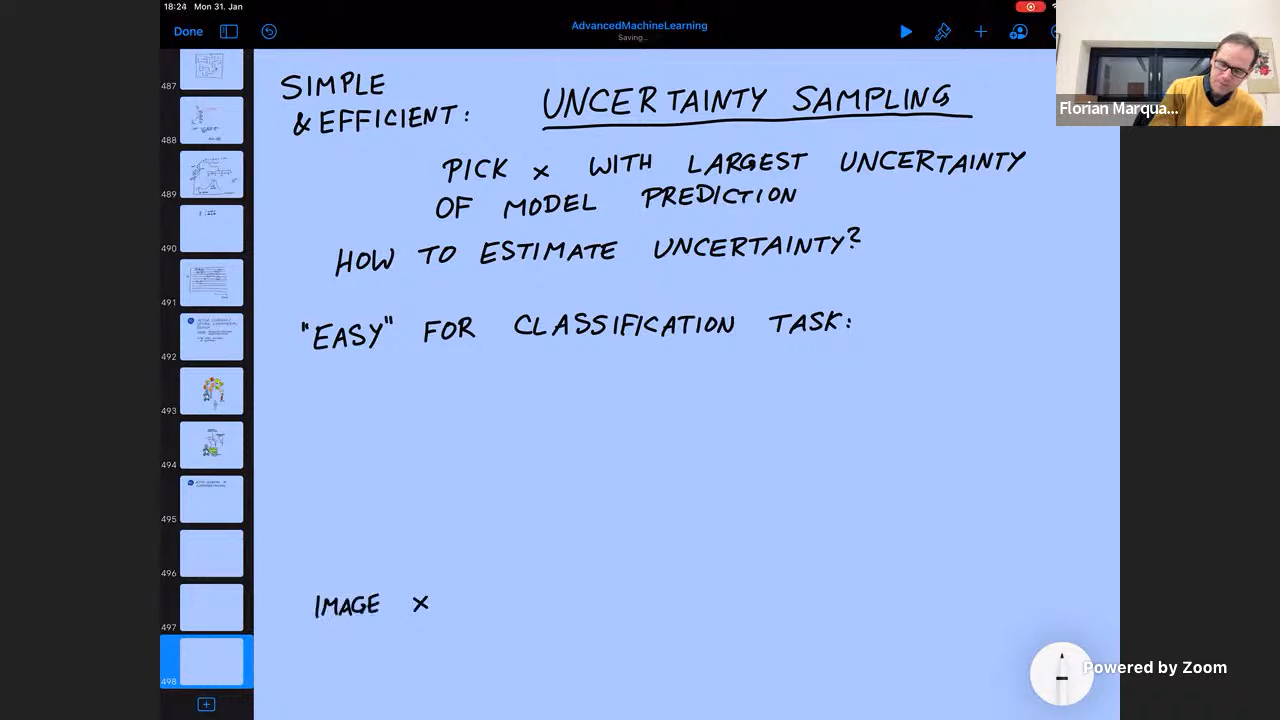 18:24 Mon 31. Jan
Done
AdvancedMachineLearning
Saving...
Florian Marqua...
SIMPLE
& EFFICIENT:
UNCERTAINTY SAMPLING
PICK x WITH LARGEST UNCERTAINTY
OF MODEL PREDICTION
HOW TO ESTIMATE UNCERTAINTY?
"EASY" FOR CLASSIFICATION TASK:
IMAGE x
487
488
489
490
491
492
493
494
495
496
497
498
Powered by Zoom